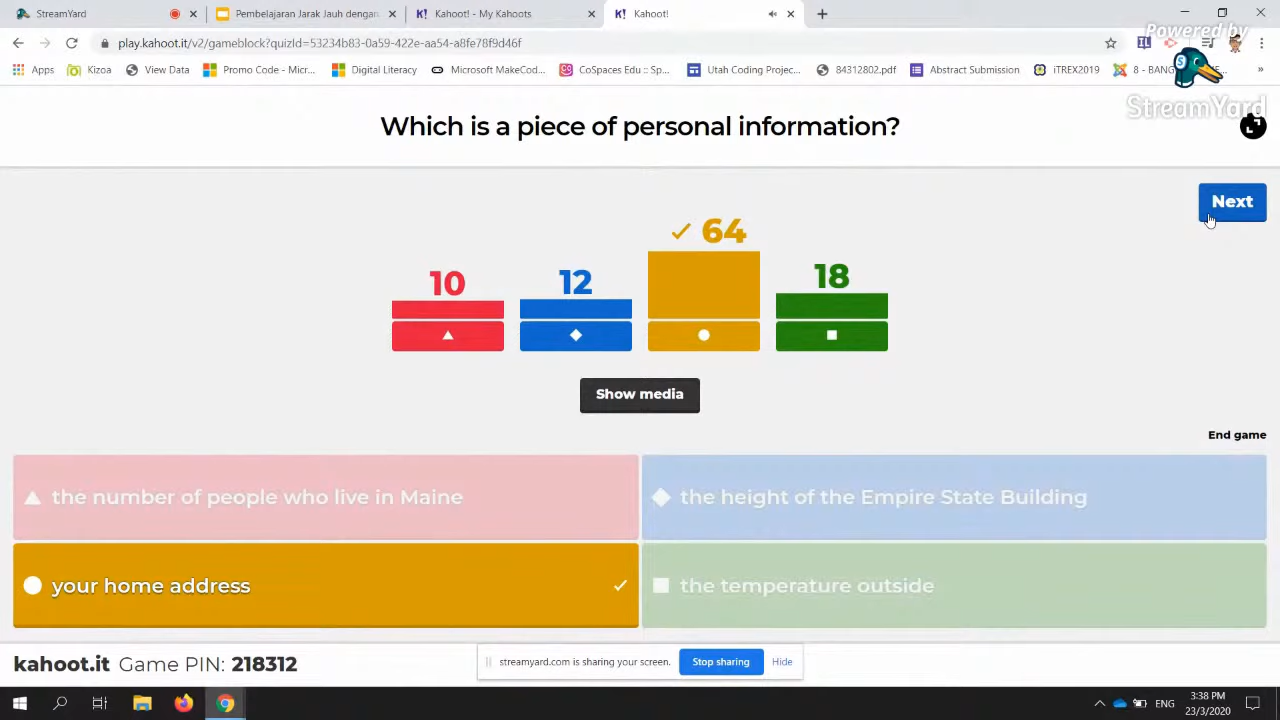 StreamYard
Pembelajaran Jarak Jauh dengan
Kahoot! - My Kahoots
Kahoot!
play.kahoot.it/v2/gameblock?quizId=53234b83-0a59-422e-aa54-a8fe78f9d46f
Powered by
Apps
Kizoa
View Data
Promo Code - Micr...
Digital Literacy
Microsoft MakeCod...
CoSpaces Edu :: Sp...
Utah Coding Projec...
84312802.pdf
Abstract Submission
iTREX2019
8 - BANG
StreamYard
Which is a piece of personal information?
Next
10
12
64
18
Show media
End game
the number of people who live in Maine
the height of the Empire State Building
your home address
the temperature outside
kahoot.it Game PIN: 218312
streamyard.com is sharing your screen.
Stop sharing
Hide
ENG
3:38 PM
23/3/2020